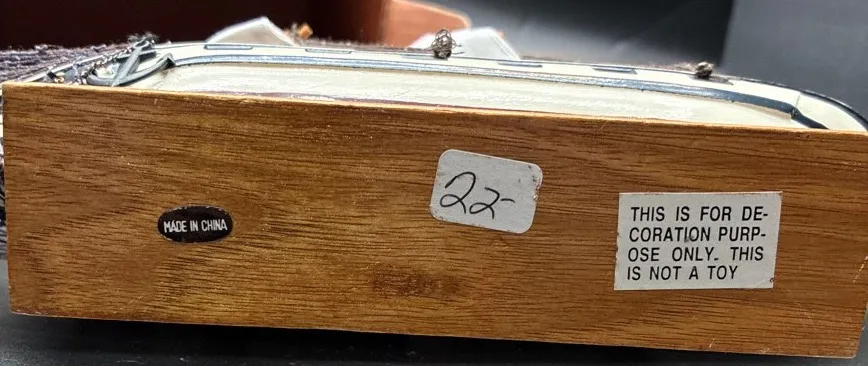 MADE IN CHINA
22-
THIS IS FOR DE-
CORATION PURP-
OSE ONLY. THIS
IS NOT A TOY